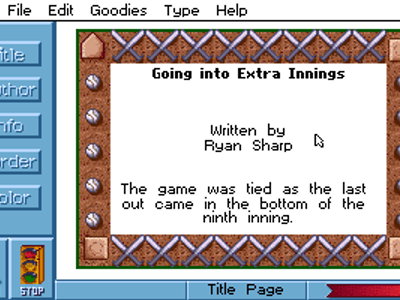 File Edit Goodies Type Help
Going into Extra Innings
Written by
Ryan Sharp
The game was tied as the last
out came in the bottom of the
ninth inning.
itle
uthor
nfo
order
olor
STOP
Title Page